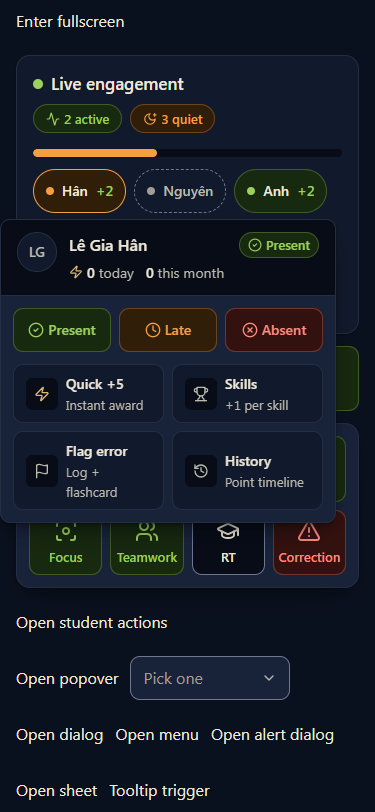 Enter fullscreen
Live engagement
2 active
3 quiet
Hân +2
Nguyên
Anh +2
LG
Lê Gia Hân
Present
0 today 0 this month
Present
Late
Absent
Quick +5
Instant award
Skills
+1 per skill
Flag error
Log +
flashcard
History
Point timeline
Focus
Teamwork
RT
Correction
Open student actions
Open popover
Pick one
Open dialog
Open menu
Open alert dialog
Open sheet
Tooltip trigger